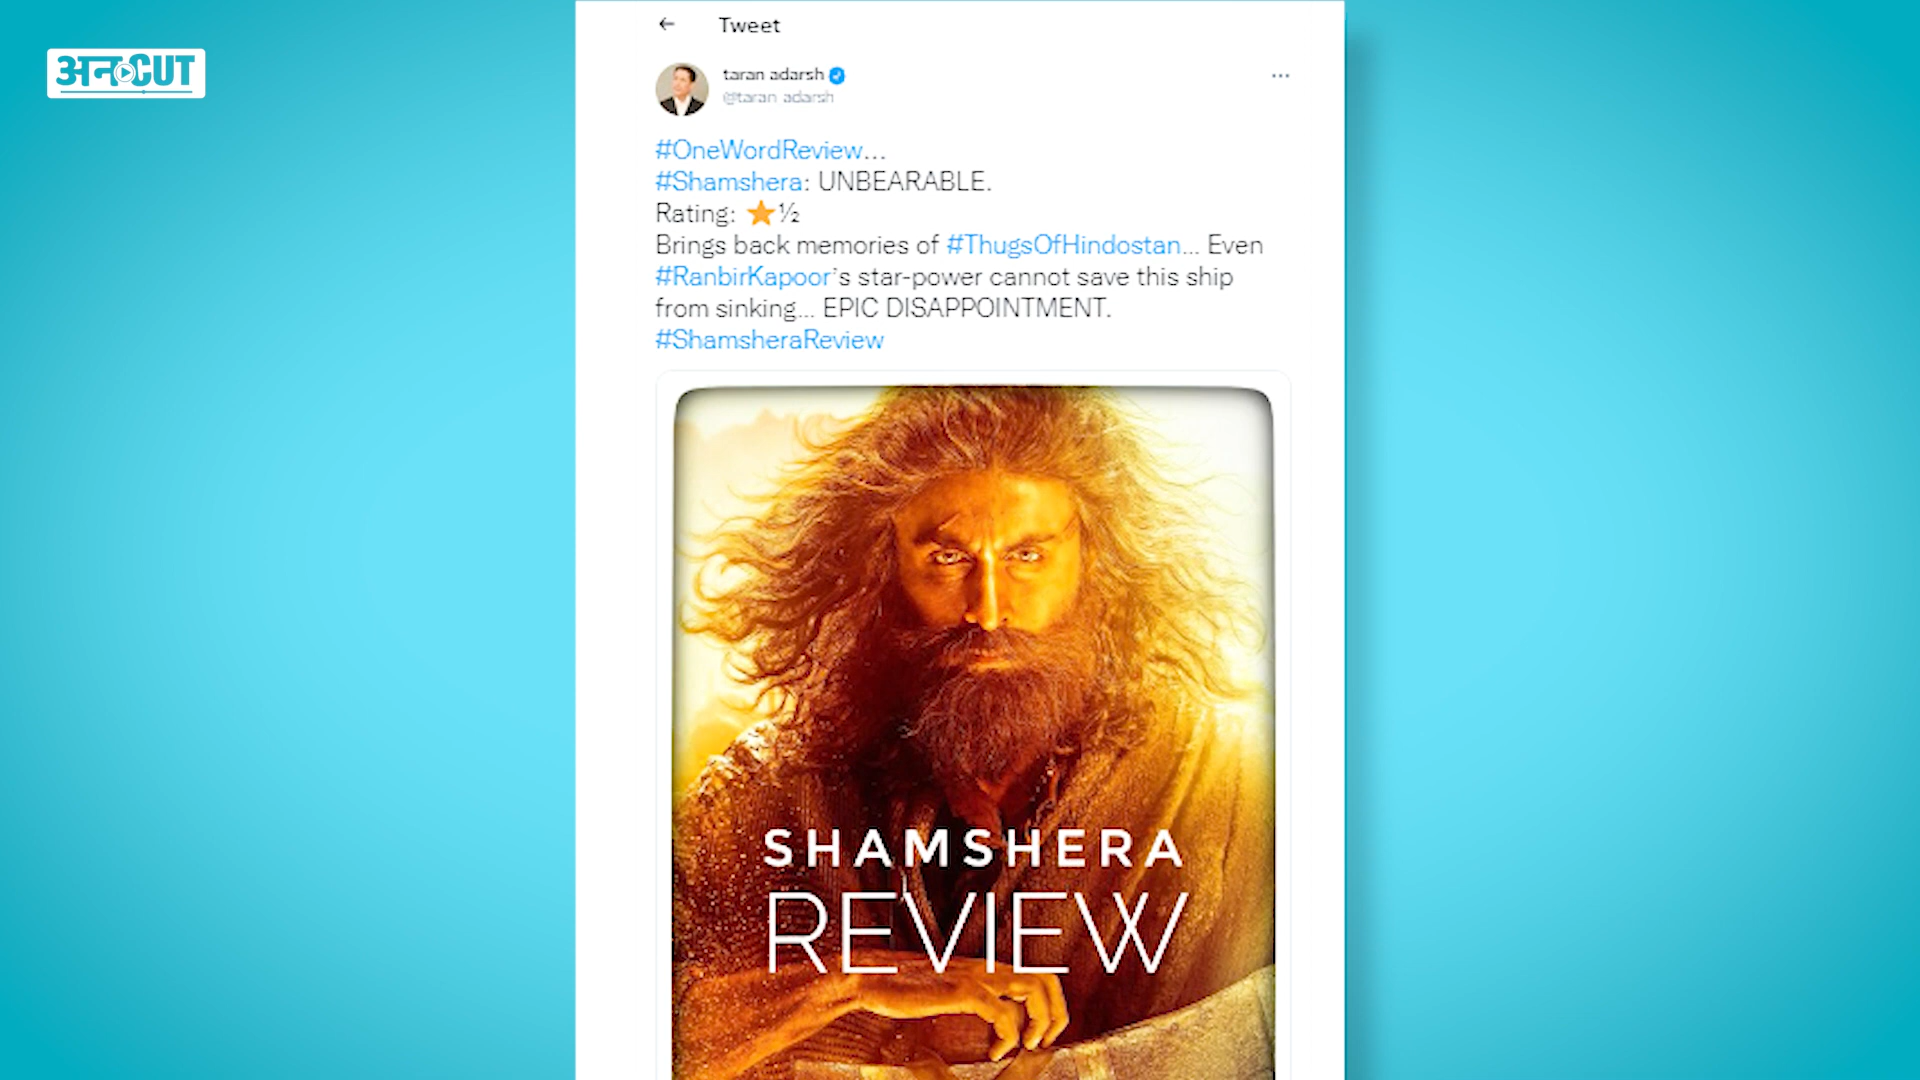 अनCUT
Tweet
taran adarsh
@taran_adarsh
#OneWordReview...
#Shamshera: UNBEARABLE.
Rating: ⭐½
Brings back memories of #ThugsOfHindostan... Even
#RanbirKapoor's star-power cannot save this ship
from sinking... EPIC DISAPPOINTMENT.
#ShamsheraReview
SHAMSHERA
REVIEW